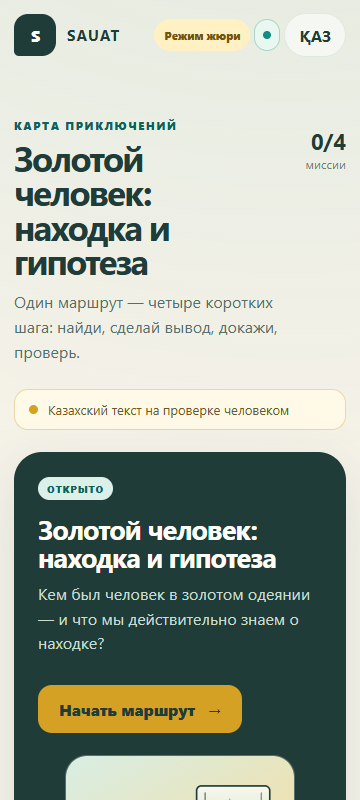 S SAUAT Режим жюри ҚАЗ
КАРТА ПРИКЛЮЧЕНИЙ
0/4
миссии
Золотой
человек:
находка и
гипотеза
Один маршрут — четыре коротких
шага: найди, сделай вывод, докажи,
проверь.
Казахский текст на проверке человеком
ОТКРЫТО
Золотой человек:
находка и гипотеза
Кем был человек в золотом одеянии
— и что мы действительно знаем о
находке?
Начать маршрут →